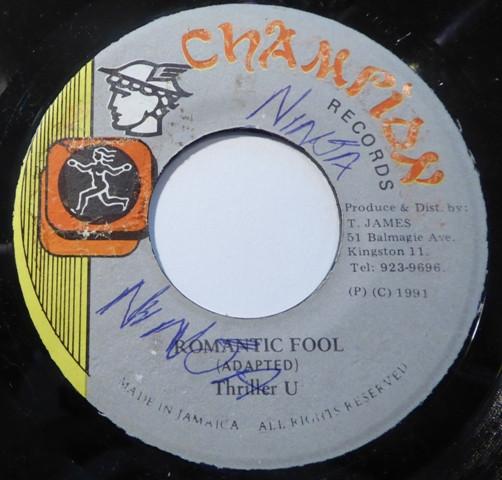 CHAMPION
RECORDS
NINJA
Produce & Dist. by:
T. JAMES
51 Balmagie Ave.
Kingston 11.
Tel: 923-9696.
(P) (C) 1991
ROMANTIC FOOL
(ADAPTED)
Thriller U
MADE IN JAMAICA ALL RIGHTS RESERVED